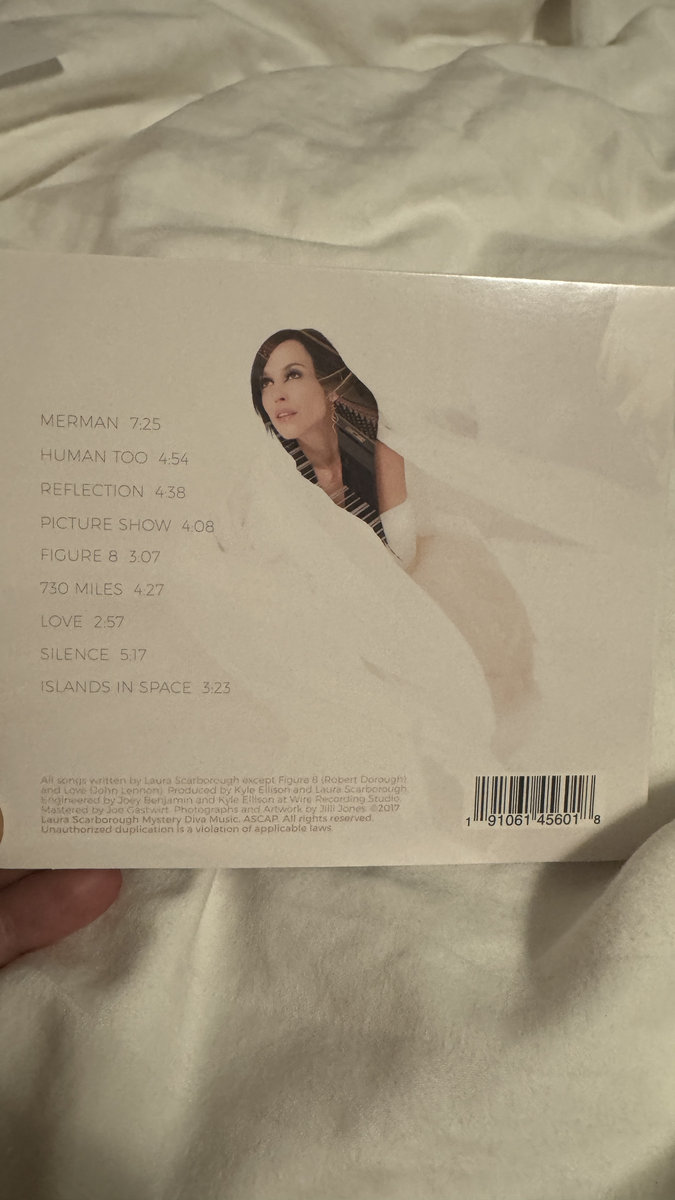 MERMAN 7:25
HUMAN TOO 4:54
REFLECTION 4:38
PICTURE SHOW 4:08
FIGURE 8 3:07
730 MILES 4:27
LOVE 2:57
SILENCE 5:17
ISLANDS IN SPACE 3:23
All songs written by Laura Scarborough except Figure 8 (Robert Dorough)
and Love (John Lennon). Produced by Kyle Ellison and Laura Scarborough.
Engineered by Joey Benjamin and Kyle Ellison at Wire Recording Studio.
Mastered by Joe Gastwirt. Photographs and Artwork by Jilli Jones. ©2017
Laura Scarborough Mystery Diva Music, ASCAP. All rights reserved.
Unauthorized duplication is a violation of applicable laws.
1 91061 45601 8